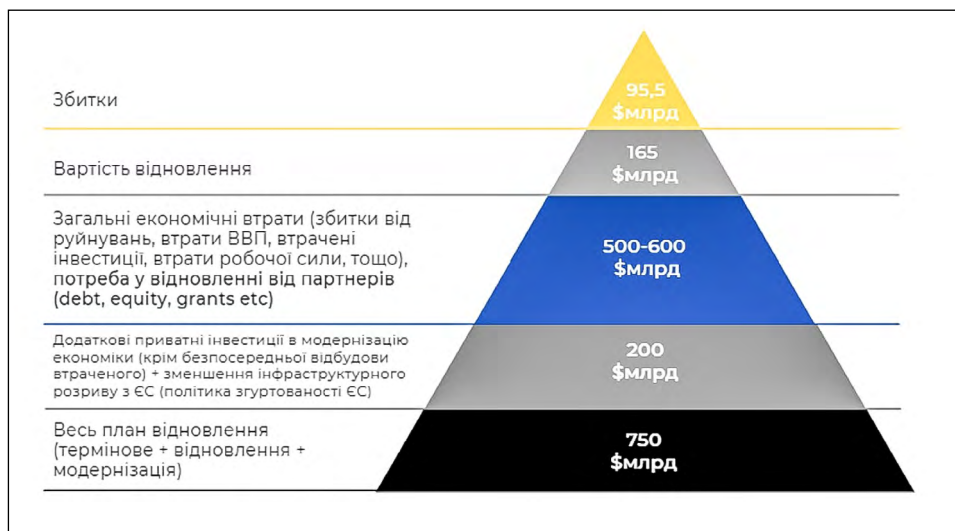 Збитки
95,5
$млрд
Вартість відновлення
165
$млрд
Загальні економічні втрати (збитки від
руйнувань, втрати ВВП, втрачені
інвестиції, втрати робочої сили, тощо),
потреба у відновленні від партнерів
(debt, equity, grants etc)
500-600
$млрд
Додаткові приватні інвестиції в модернізацію
економіки (крім безпосередньої відбудови
втраченого) + зменшення інфраструктурного
розриву з ЄС (політика згуртованості ЄС)
200
$млрд
Весь план відновлення
(термінове + відновлення +
модернізація)
750
$млрд